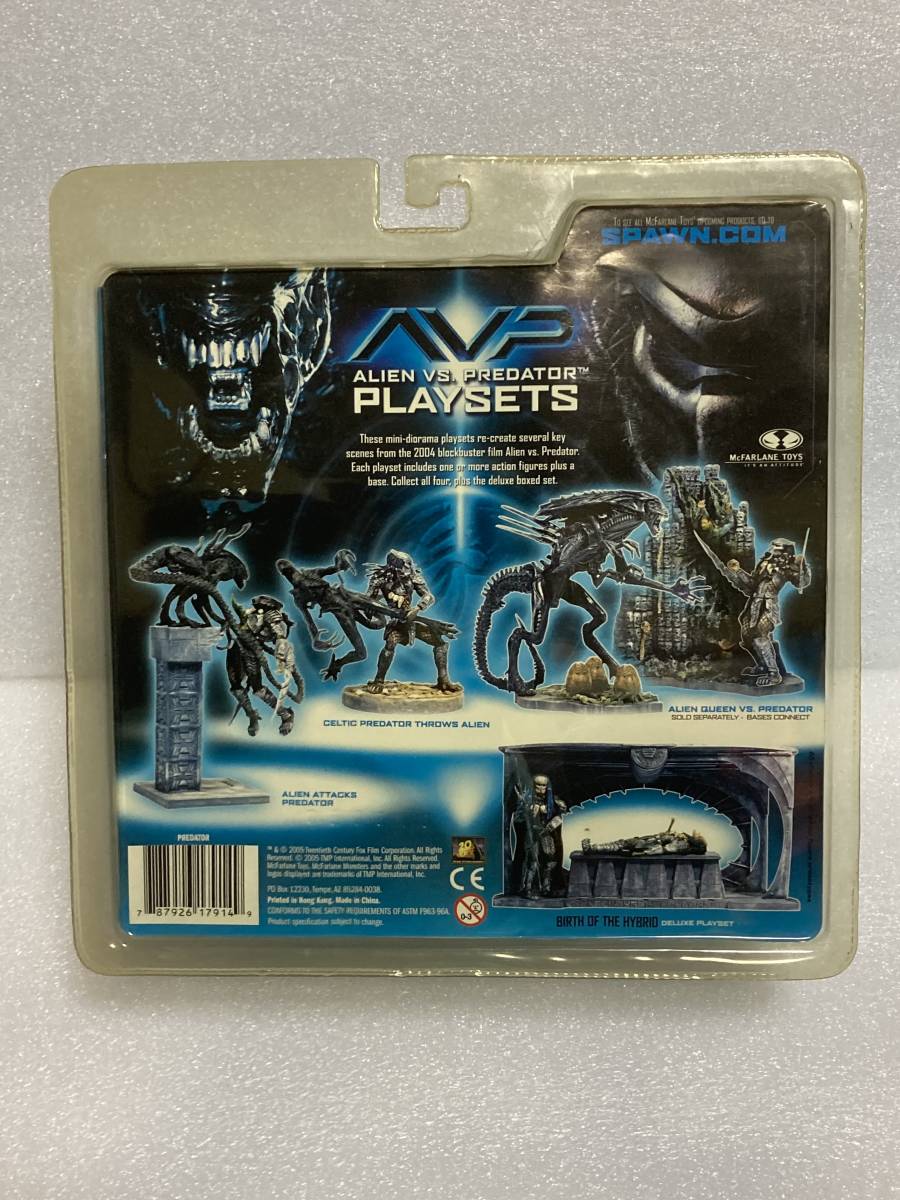 TO SEE ALL MCFARLANE TOYS' UPCOMING PRODUCTS, GO TO
SPAWN.COM
AVP
ALIEN VS. PREDATOR™
PLAYSETS
These mini-diorama playsets re-create several key
scenes from the 2004 blockbuster film Alien vs. Predator.
Each playset includes one or more action figures plus a
base. Collect all four, plus the deluxe boxed set.
MCFARLANE TOYS
IT'S AN ATTITUDE
CELTIC PREDATOR THROWS ALIEN
ALIEN QUEEN VS. PREDATOR
SOLD SEPARATELY - BASES CONNECT
ALIEN ATTACKS
PREDATOR
PREDATOR
7 87926 17914 9
™ & © 2005 Twentieth Century Fox Film Corporation. All Rights
Reserved. © 2005 TMP International, Inc. All Rights Reserved.
McFarlane Toys, McFarlane Monsters and the other marks and
logos displayed are trademarks of TMP International, Inc.
PO Box 12230, Tempe, AZ 85284-0038.
Printed in Hong Kong. Made in China.
CONFORMS TO THE SAFETY REQUIREMENTS OF ASTM F963-96A.
Product specification subject to change.
20
CE
0-3
BIRTH OF THE HYBRID DELUXE PLAYSET